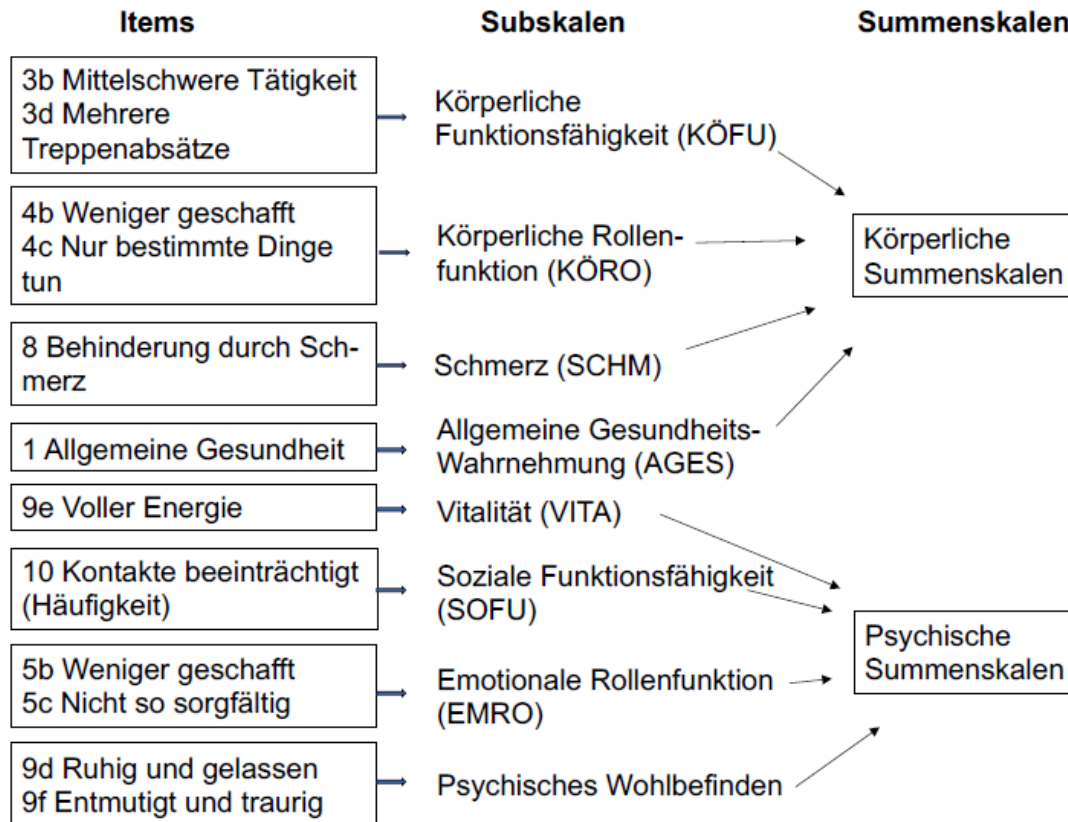 Items
Subskalen
Summenskalen
3b Mittelschwere Tätigkeit
3d Mehrere
Treppenabsätze
Körperliche
Funktionsfähigkeit (KÖFU)
4b Weniger geschafft
4c Nur bestimmte Dinge
tun
Körperliche Rollen-
funktion (KÖRO)
Körperliche
Summenskalen
8 Behinderung durch Sch-
merz
Schmerz (SCHM)
1 Allgemeine Gesundheit
Allgemeine Gesundheits-
Wahrnehmung (AGES)
9e Voller Energie
Vitalität (VITA)
10 Kontakte beeinträchtigt
(Häufigkeit)
Soziale Funktionsfähigkeit
(SOFU)
Psychische
Summenskalen
5b Weniger geschafft
5c Nicht so sorgfältig
Emotionale Rollenfunktion
(EMRO)
9d Ruhig und gelassen
9f Entmutigt und traurig
Psychisches Wohlbefinden